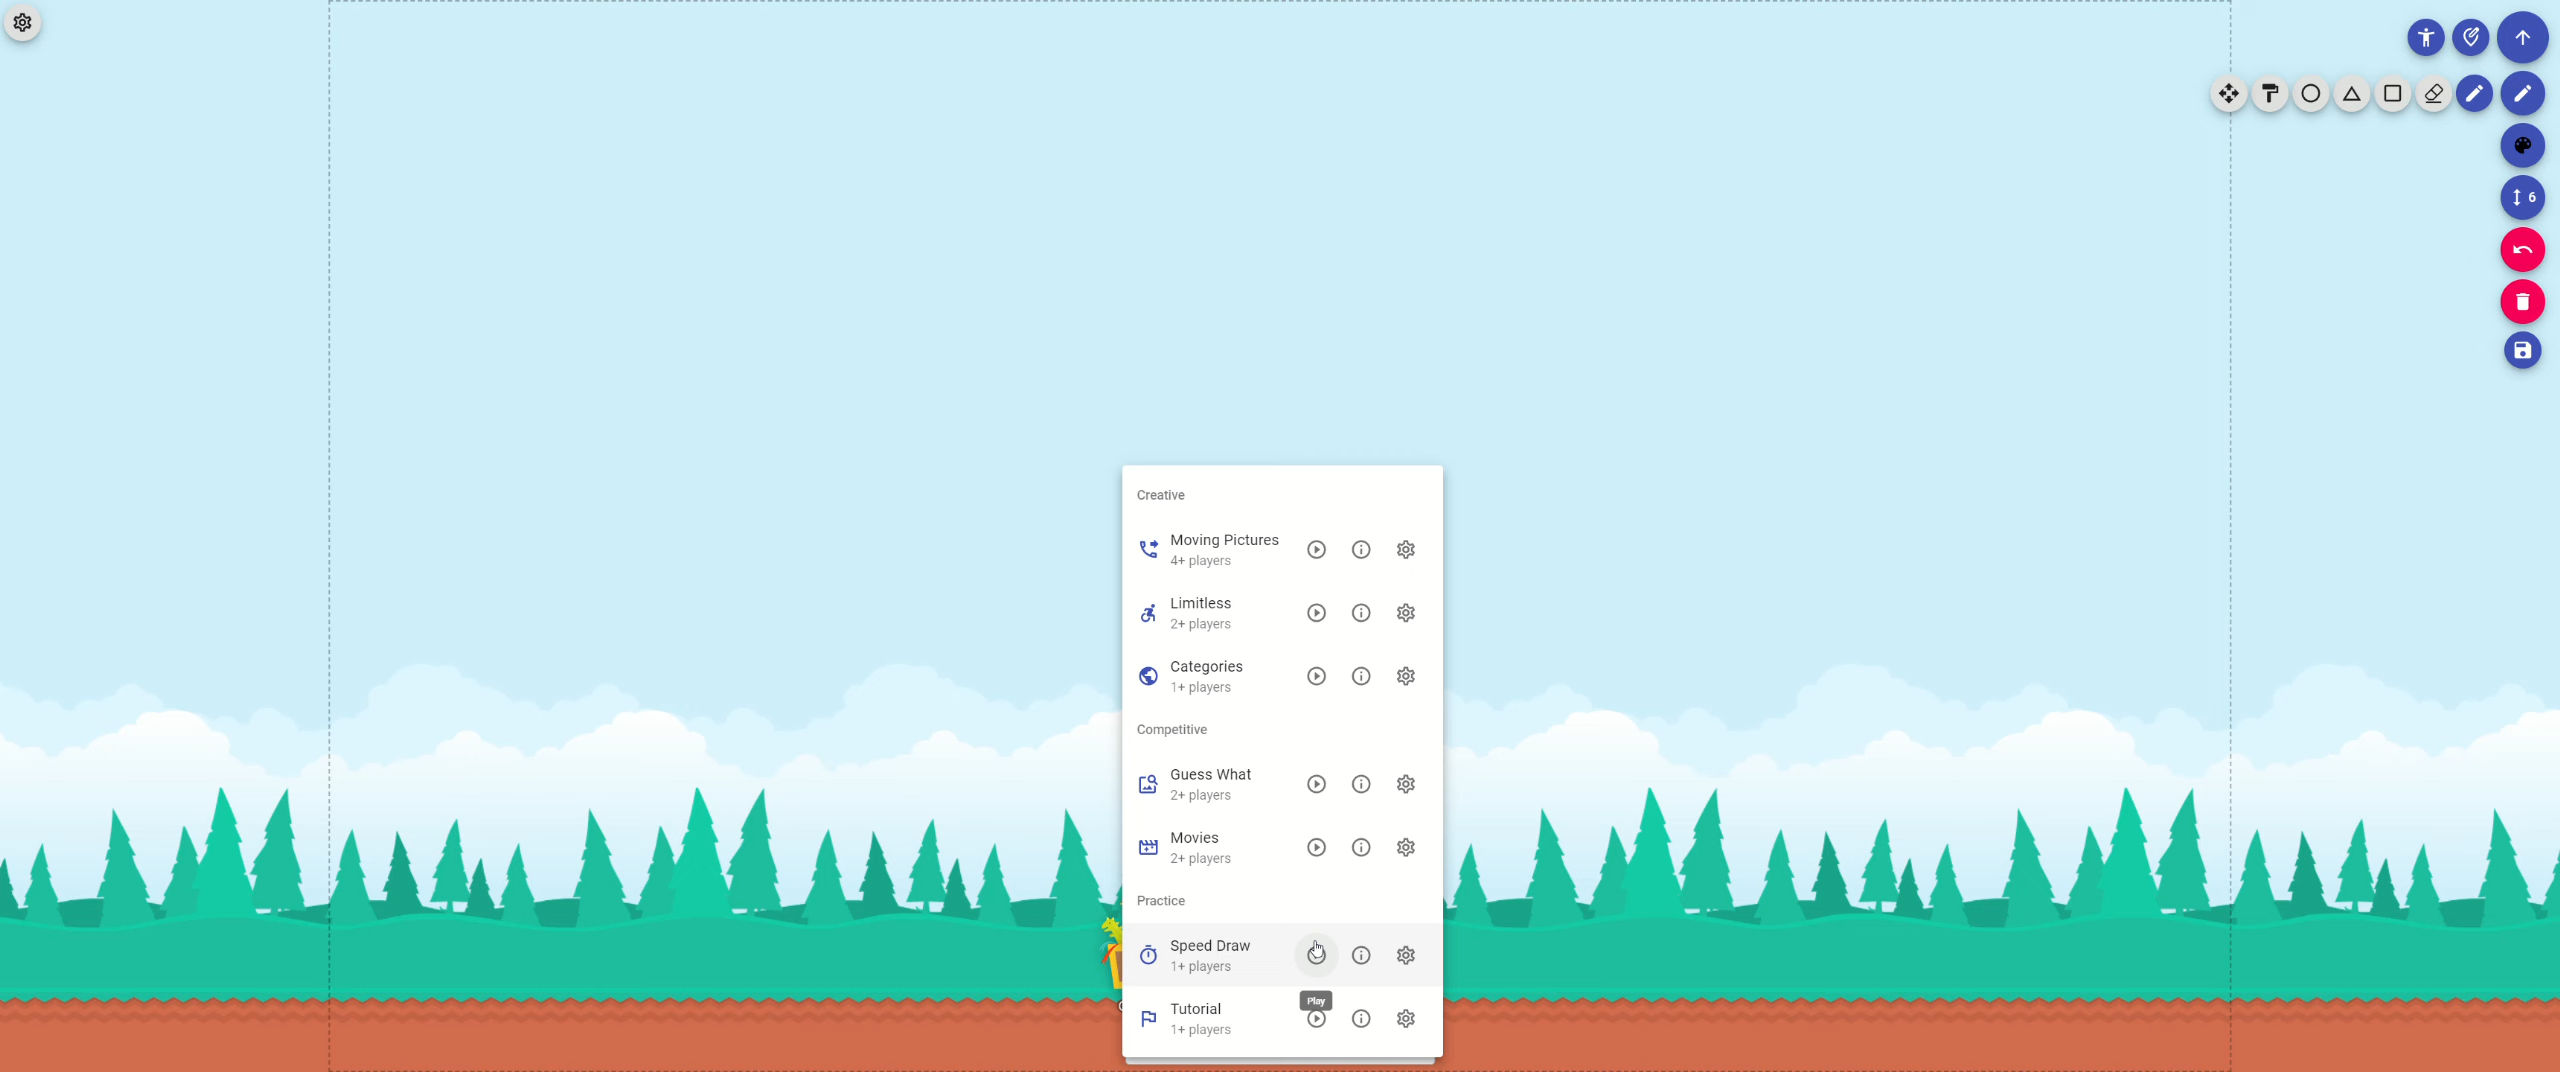 6
Creative
Moving Pictures
4+ players
Limitless
2+ players
Categories
1+ players
Competitive
Guess What
2+ players
Movies
2+ players
Practice
Speed Draw
1+ players
Play
Tutorial
1+ players